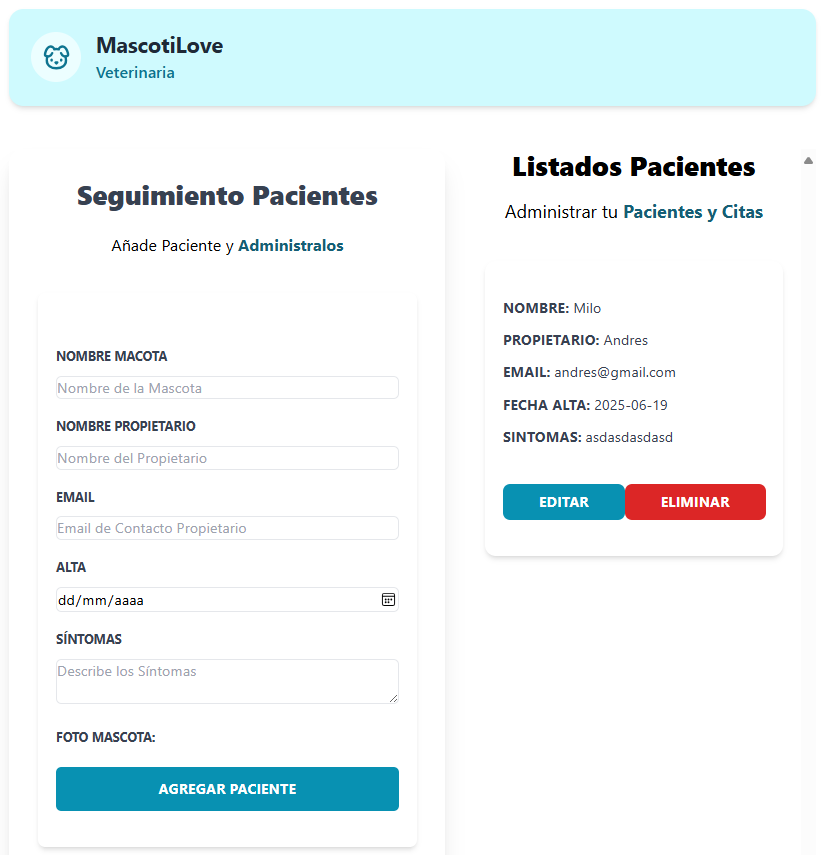 MascotiLove
Veterinaria
Seguimiento Pacientes
Añade Paciente y Administralos
NOMBRE MACOTA
Nombre de la Mascota
NOMBRE PROPIETARIO
Nombre del Propietario
EMAIL
Email de Contacto Propietario
ALTA
dd/mm/aaaa
SÍNTOMAS
Describe los Síntomas
FOTO MASCOTA:
AGREGAR PACIENTE
Listados Pacientes
Administrar tu Pacientes y Citas
NOMBRE: Milo
PROPIETARIO: Andres
EMAIL: andres@gmail.com
FECHA ALTA: 2025-06-19
SINTOMAS: asdasdasdasd
EDITAR ELIMINAR